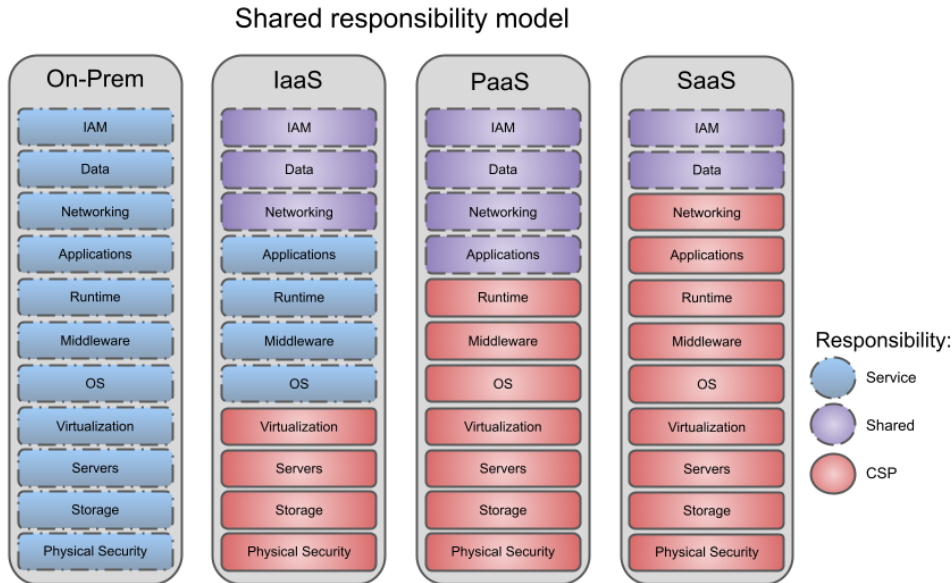 Shared responsibility model
On-Prem
IAM
Data
Networking
Applications
Runtime
Middleware
OS
Virtualization
Servers
Storage
Physical Security
IaaS
IAM
Data
Networking
Applications
Runtime
Middleware
OS
Virtualization
Servers
Storage
Physical Security
PaaS
IAM
Data
Networking
Applications
Runtime
Middleware
OS
Virtualization
Servers
Storage
Physical Security
SaaS
IAM
Data
Networking
Applications
Runtime
Middleware
OS
Virtualization
Servers
Storage
Physical Security
Responsibility:
Service
Shared
CSP